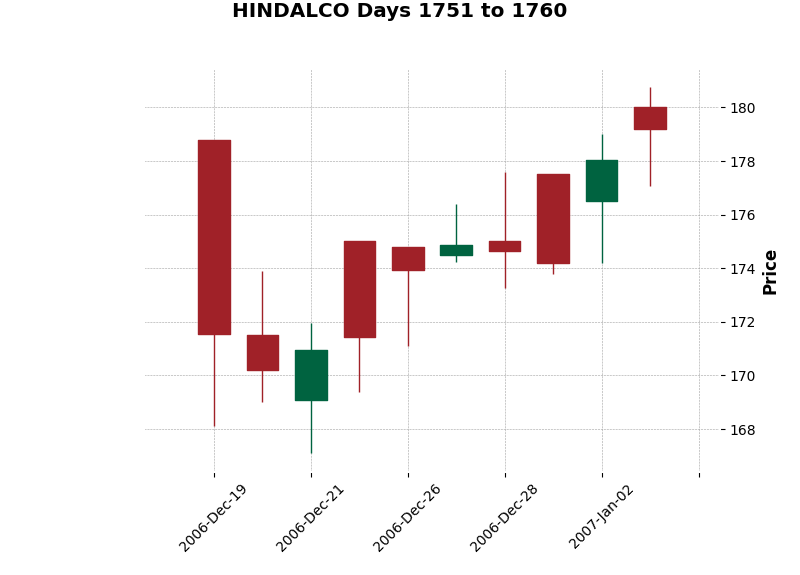 HINDALCO Days 1751 to 1760
180
178
176
174
172
170
168
Price
2006-Dec-19
2006-Dec-21
2006-Dec-26
2006-Dec-28
2007-Jan-02